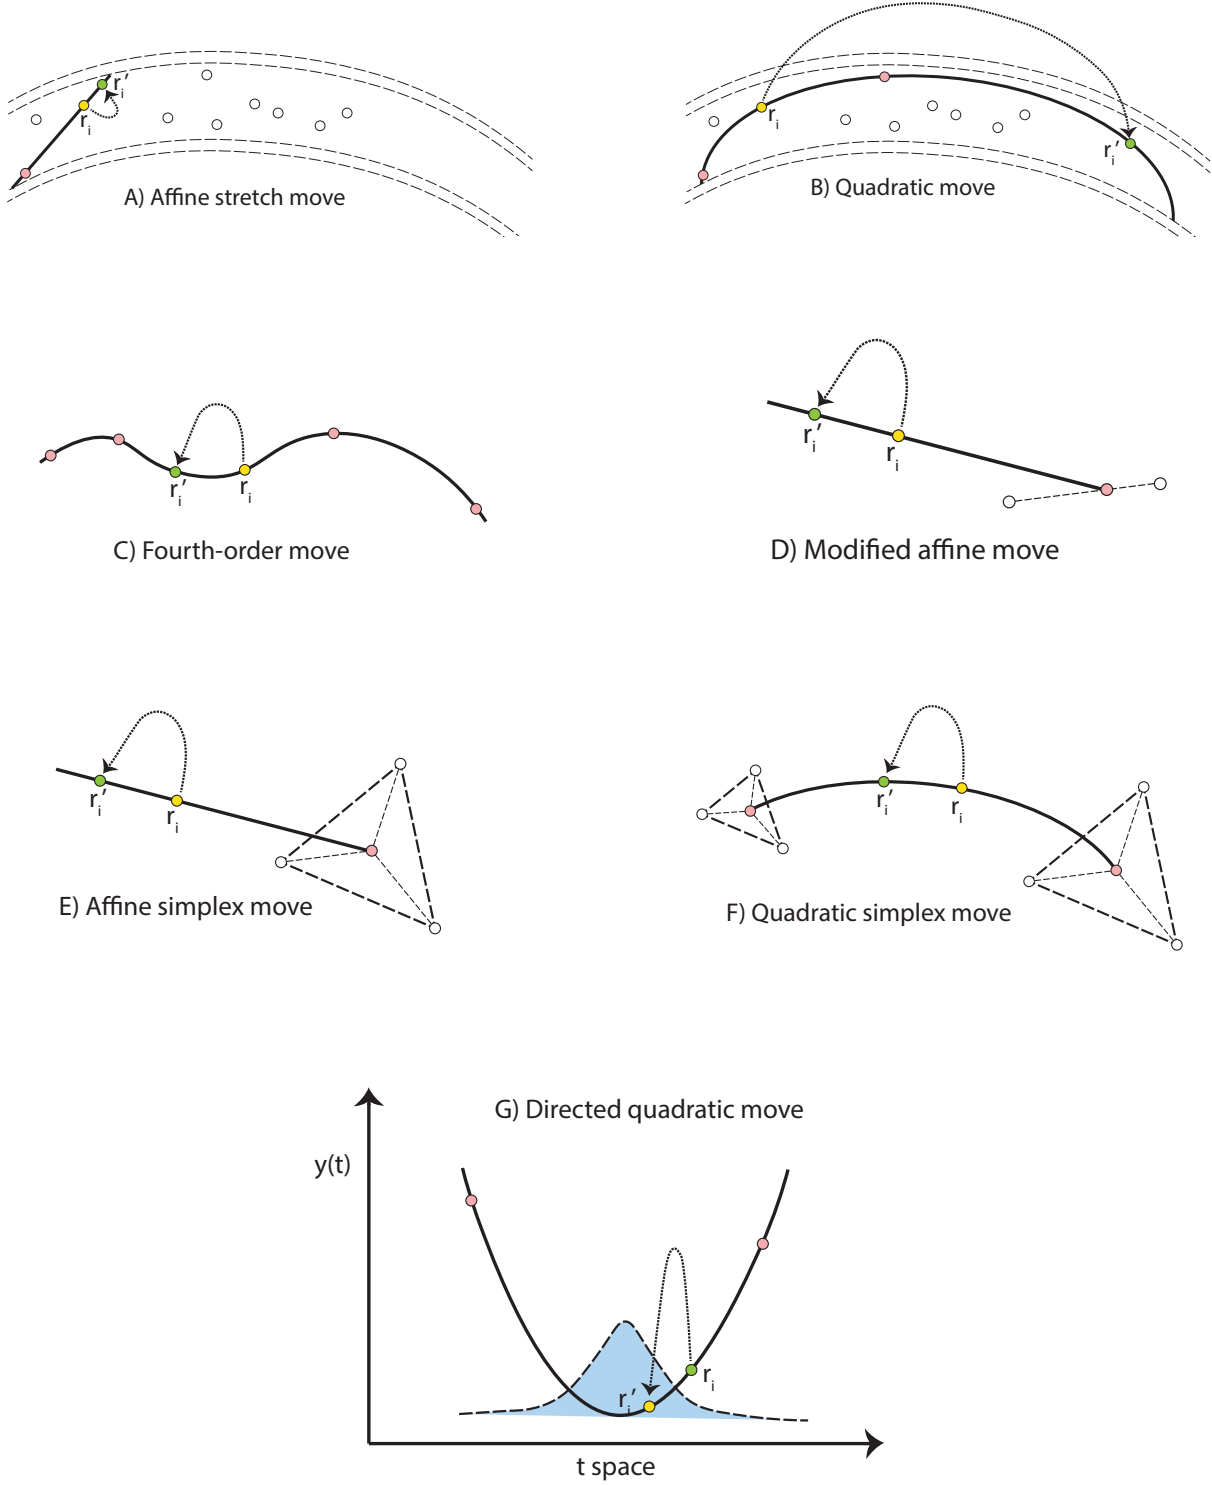 r_i'
r_i
A) Affine stretch move
r_i
r_i'
B) Quadratic move
r_i'
r_i
C) Fourth-order move
r_i'
r_i
D) Modified affine move
r_i'
r_i
E) Affine simplex move
r_i'
r_i
F) Quadratic simplex move
G) Directed quadratic move
y(t)
r_i
r_i'
t space